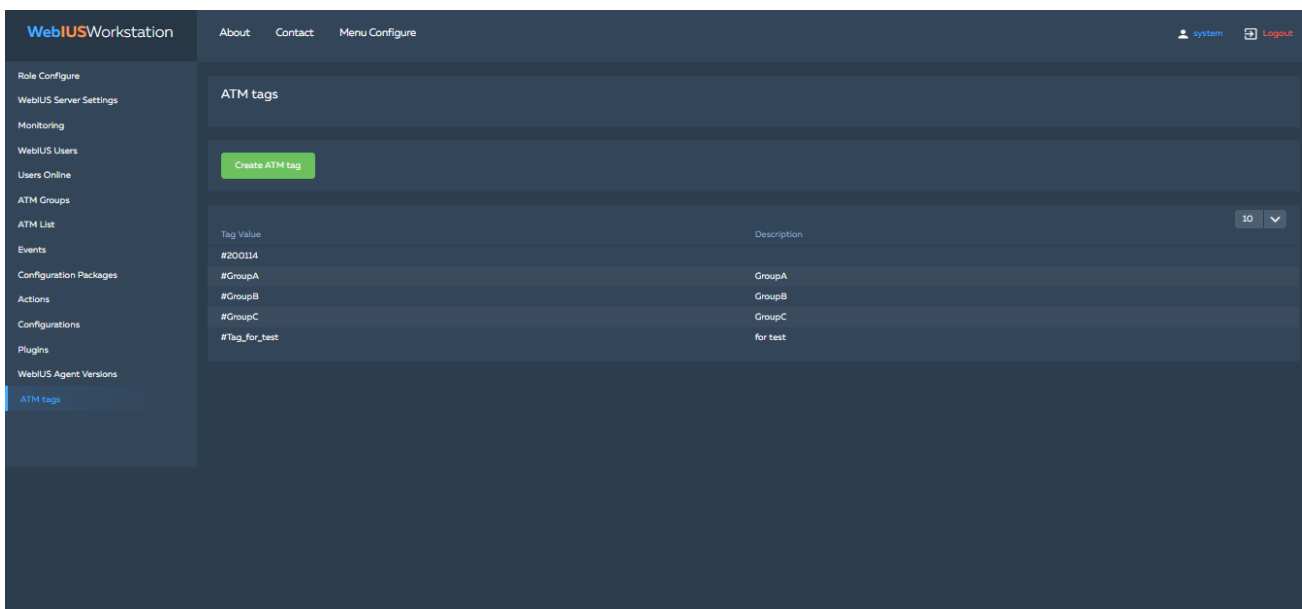 WebIUSWorkstation
About Contact Menu Configure
system Logout
Role Configure
WebIUS Server Settings
Monitoring
WebIUS Users
Users Online
ATM Groups
ATM List
Events
Configuration Packages
Actions
Configurations
Plugins
WebIUS Agent Versions
ATM tags
ATM tags
Create ATM tag
10
Tag Value Description
#200114
#GroupA GroupA
#GroupB GroupB
#GroupC GroupC
#Tag_for_test for test